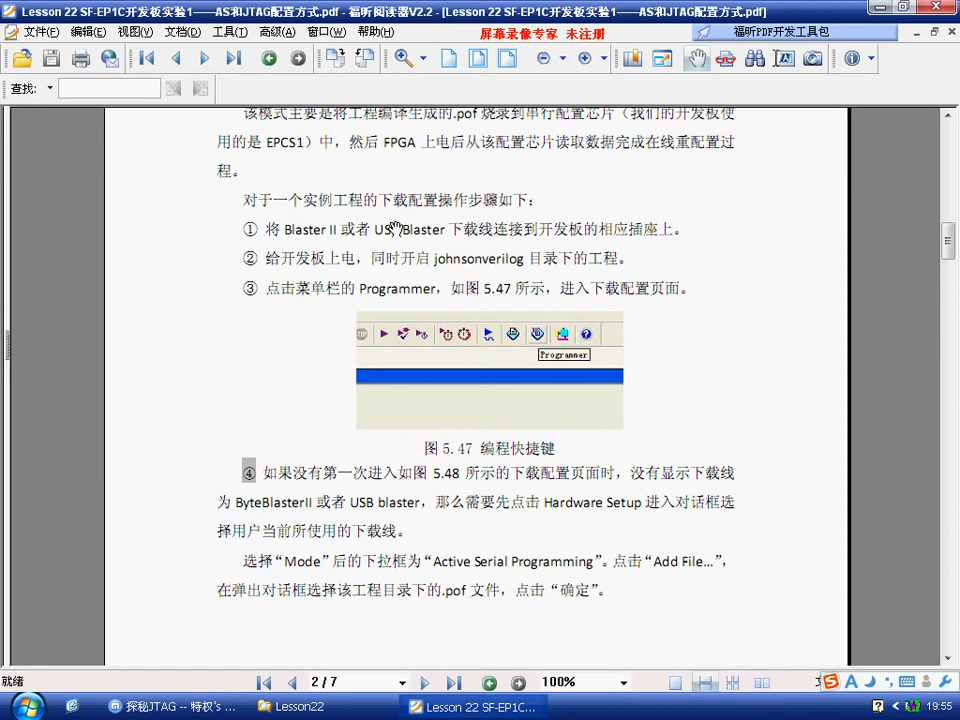 Lesson 22 SF-EP1C开发板实验1——AS和JTAG配置方式.pdf - 福昕阅读器V2.2 - [Lesson 22 SF-EP1C开发板实验1——AS和JTAG配置方式.pdf]
文件(F) 编辑(E) 视图(V) 文档(D) 工具(T) 高级(A) 窗口(W) 帮助(H) 屏幕录像专家 未注册 福昕PDF开发工具包
查找:
该模式主要是将工程编译生成的.pof 烧录到串行配置芯片（我们的开发板使
用的是 EPCS1）中，然后 FPGA 上电后从该配置芯片读取数据完成在线重配置过
程。
对于一个实例工程的下载配置操作步骤如下：
① 将 Blaster II 或者 USB Blaster 下载线连接到开发板的相应插座上。
② 给开发板上电，同时开启 johnsonverilog 目录下的工程。
③ 点击菜单栏的 Programmer，如图 5.47 所示，进入下载配置页面。
Programmer
图 5.47 编程快捷键
④ 如果没有第一次进入如图 5.48 所示的下载配置页面时，没有显示下载线
为 ByteBlasterII 或者 USB blaster，那么需要先点击 Hardware Setup 进入对话框选
择用户当前所使用的下载线。
选择“Mode”后的下拉框为“Active Serial Programming”。点击“Add File…”，
在弹出对话框选择该工程目录下的.pof 文件，点击“确定”。
2 / 7 100%
就绪
探秘JTAG -- 特权's ... Lesson22 Lesson 22 SF-EP1C... 19:55